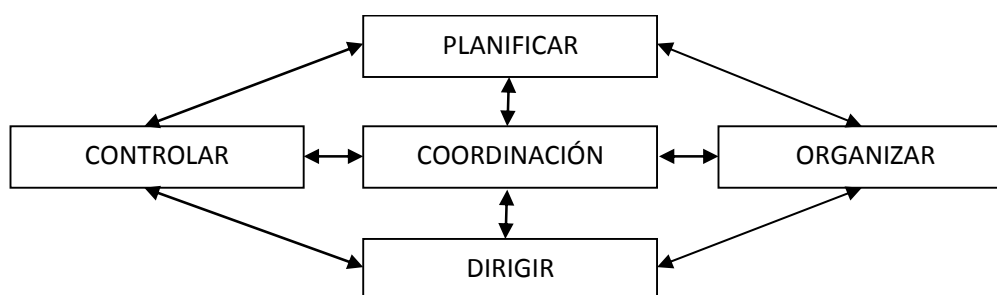 PLANIFICAR
CONTROLAR
COORDINACIÓN
ORGANIZAR
DIRIGIR